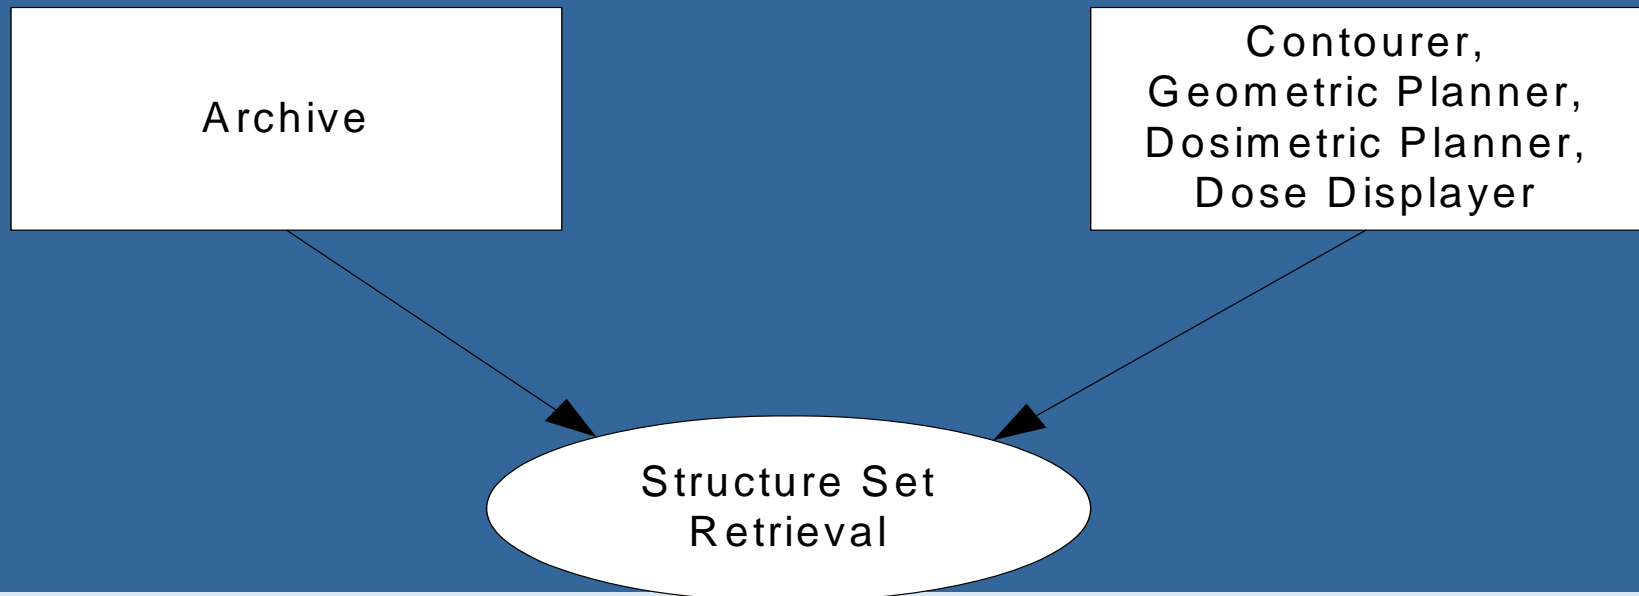 Archive
Contourer,
Geometric Planner,
Dosimetric Planner,
Dose Displayer
Structure Set
Retrieval